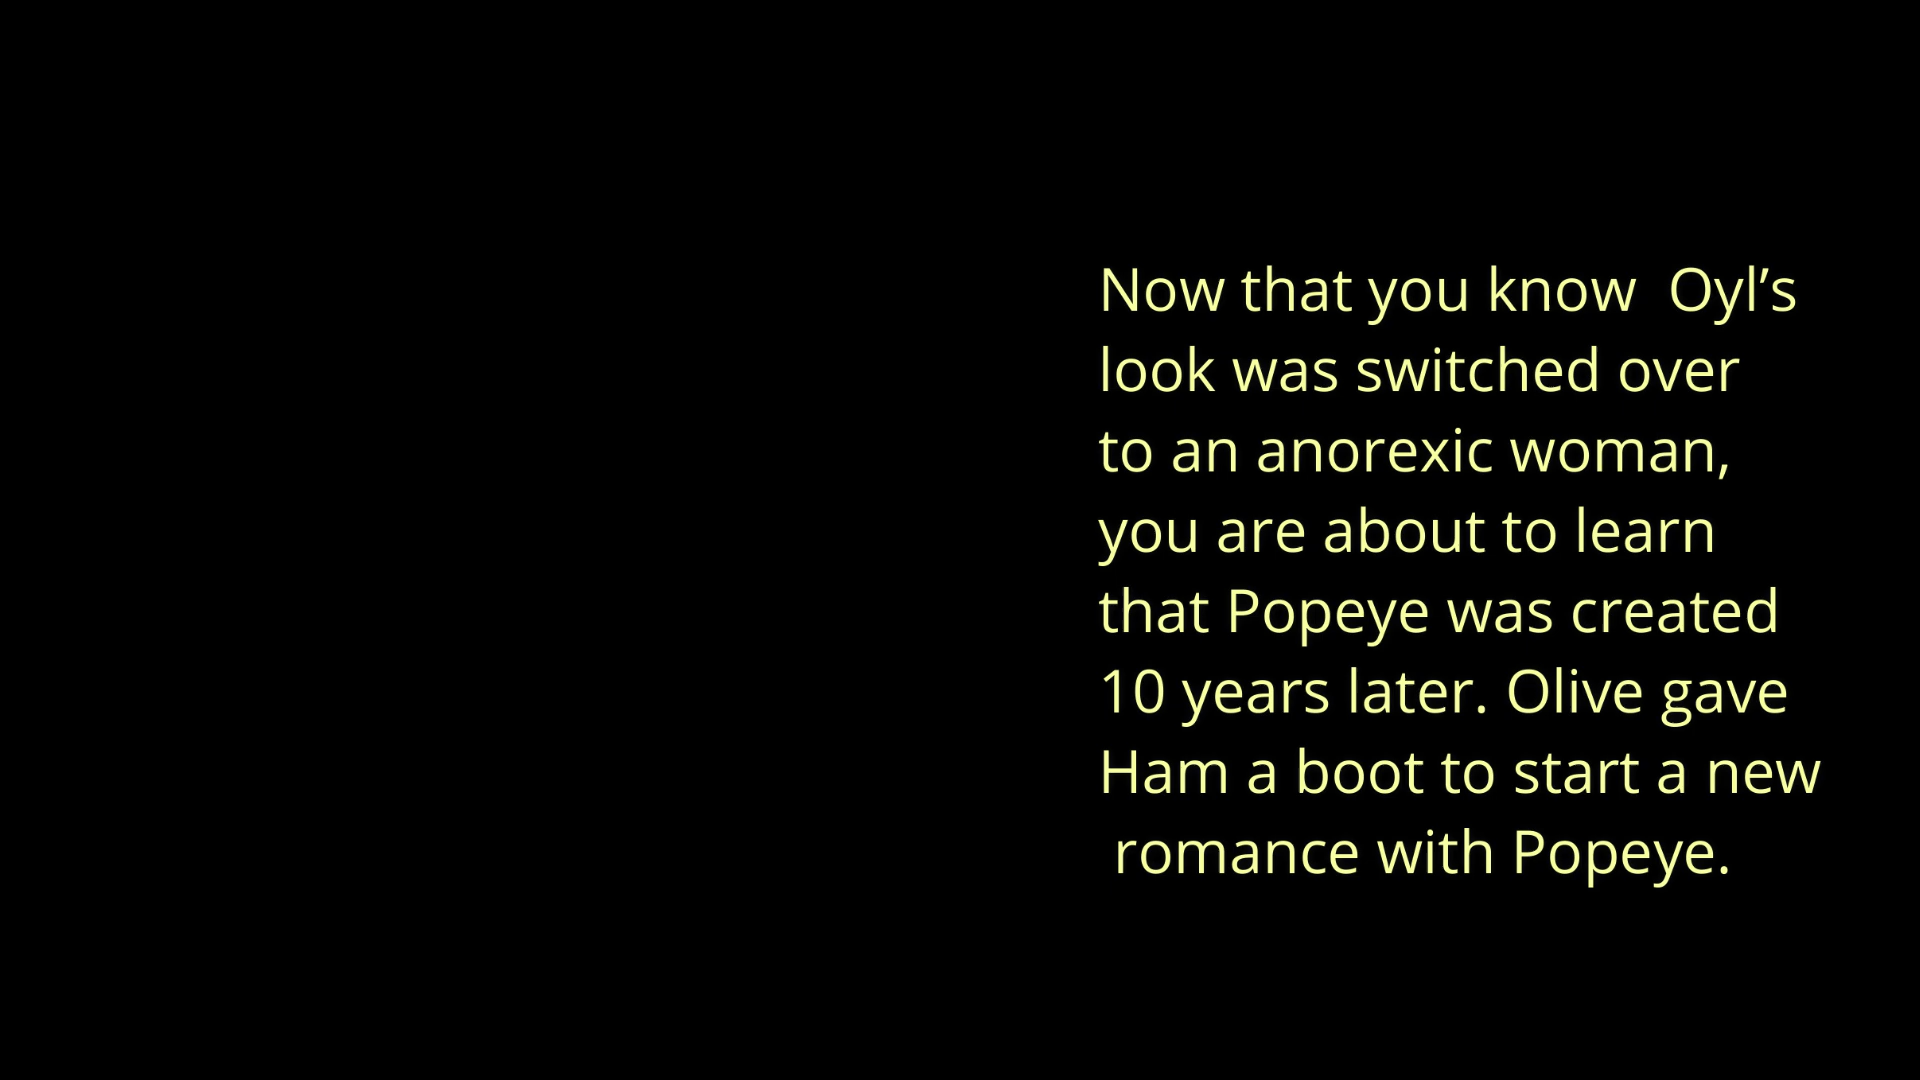 Now that you know  Oyl’s
look was switched over
to an anorexic woman,
you are about to learn
that Popeye was created
10 years later. Olive gave
Ham a boot to start a new
romance with Popeye.